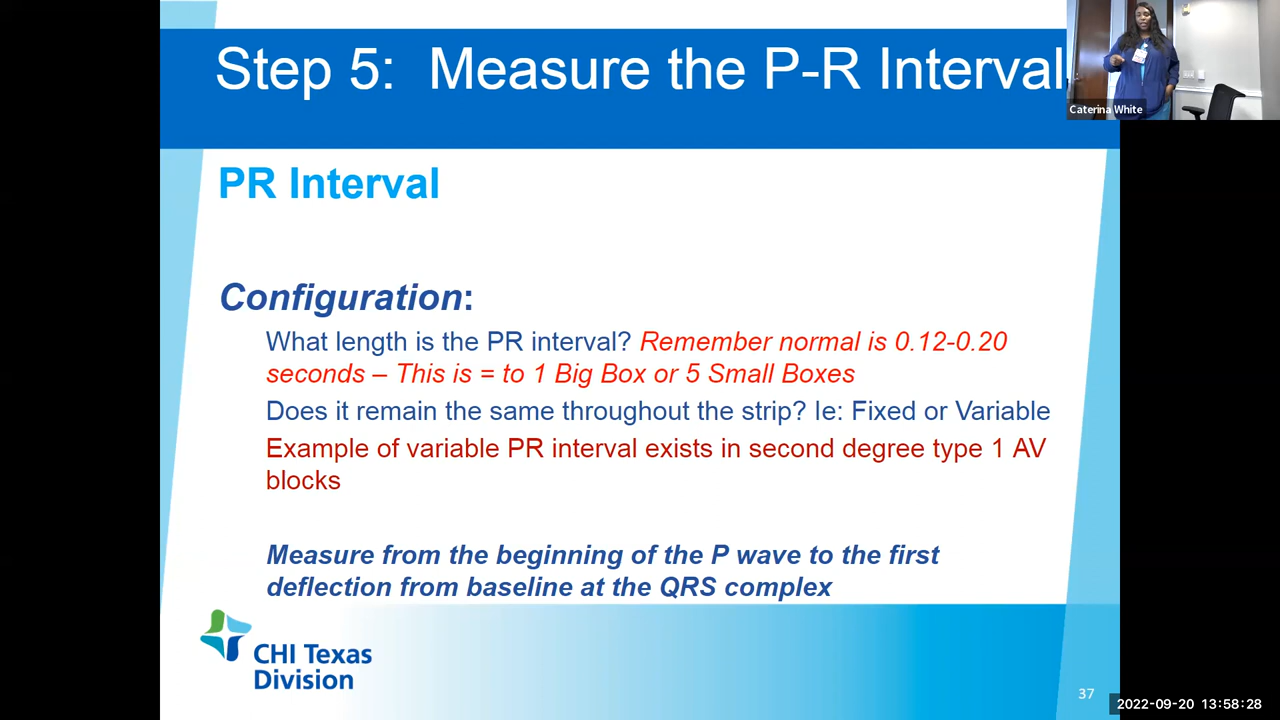 Step 5: Measure the P-R Interval
Caterina White
PR Interval
Configuration:
What length is the PR interval? Remember normal is 0.12-0.20
seconds – This is = to 1 Big Box or 5 Small Boxes
Does it remain the same throughout the strip? Ie: Fixed or Variable
Example of variable PR interval exists in second degree type 1 AV
blocks
Measure from the beginning of the P wave to the first
deflection from baseline at the QRS complex
CHI Texas
Division
37
2022-09-20 13:58:28